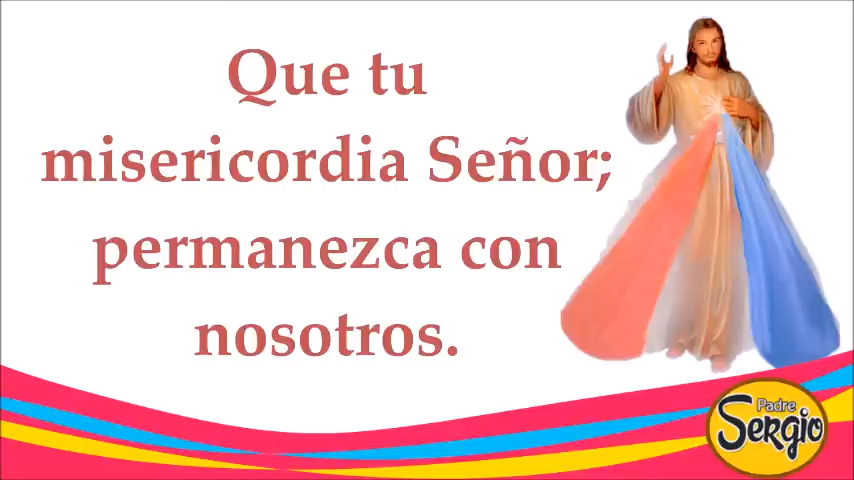 Que tu
misericordia Señor;
permanezca con
nosotros.
Padre
Sergio